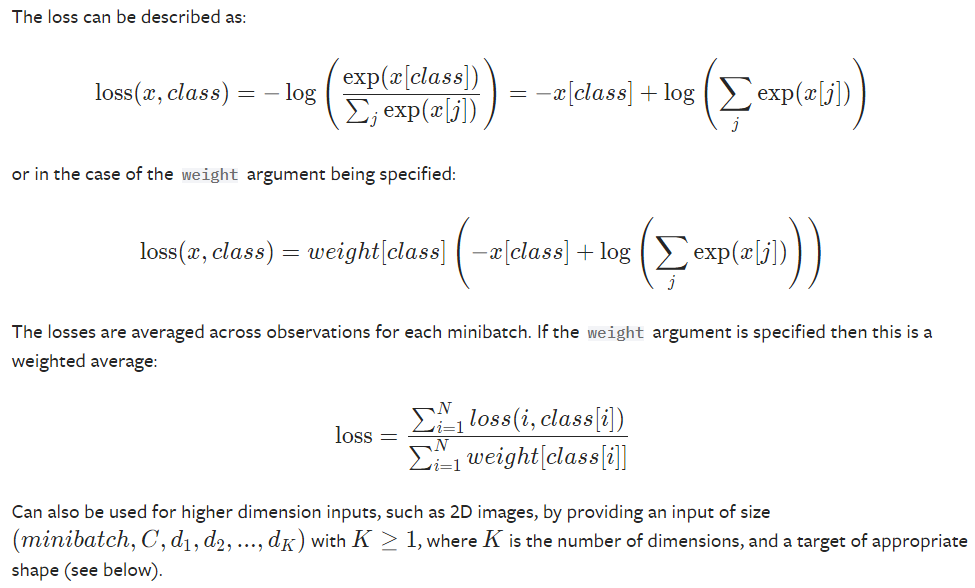 The loss can be described as:
loss(x, class) = − log ( exp(x[class]) / ∑_j exp(x[j]) ) = −x[class] + log ( ∑_j exp(x[j]) )
or in the case of the weight argument being specified:
loss(x, class) = weight[class] ( −x[class] + log ( ∑_j exp(x[j]) ) )
The losses are averaged across observations for each minibatch. If the weight argument is specified then this is a
weighted average:
loss = ∑_{i=1}^{N} loss(i, class[i]) / ∑_{i=1}^{N} weight[class[i]]
Can also be used for higher dimension inputs, such as 2D images, by providing an input of size
(minibatch, C, d_1, d_2, ..., d_K) with K ≥ 1, where K is the number of dimensions, and a target of appropriate
shape (see below).